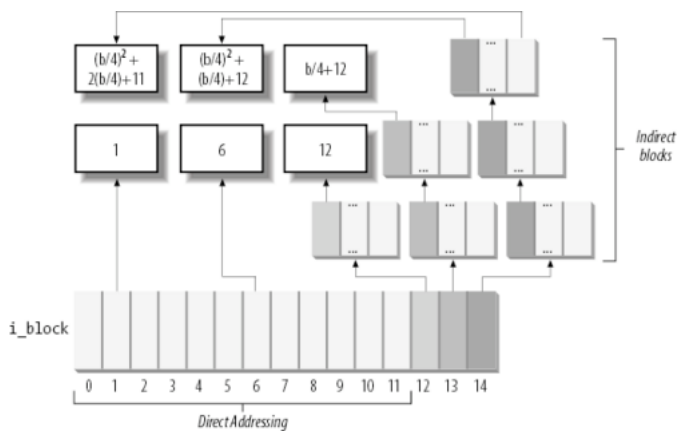 ...
(b/4)² +
2(b/4)+11
(b/4)² +
(b/4)+12
b/4+12
...
...
...
...
Indirect
blocks
1
6
12
...
...
...
...
...
...
...
...
i_block
0 1 2 3 4 5 6 7 8 9 10 11 12 13 14
Direct Addressing